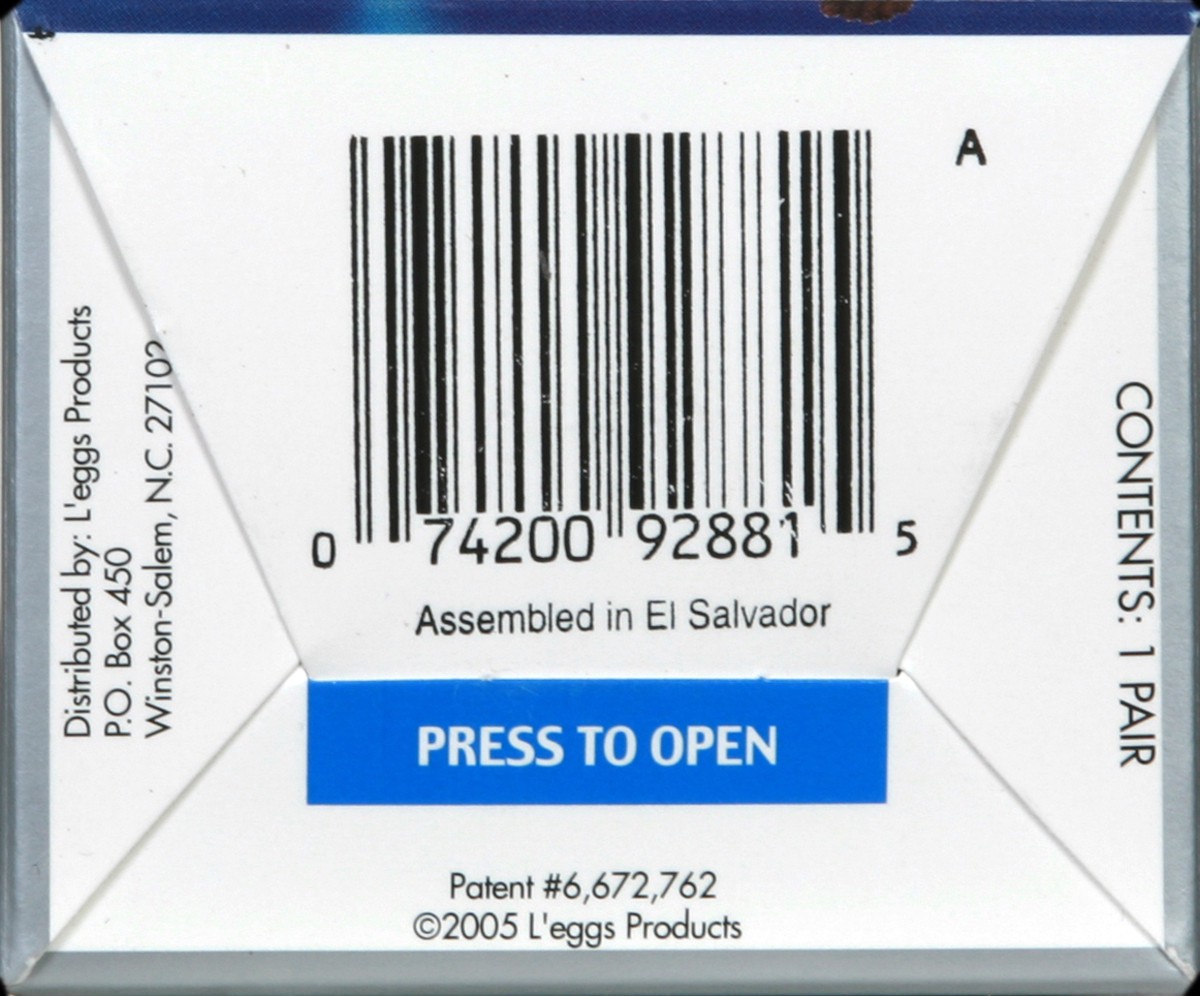 A
0 74200 92881 5
Assembled in El Salvador
Distributed by: L'eggs Products
P.O. Box 450
Winston-Salem, N.C. 27102
CONTENTS: 1 PAIR
PRESS TO OPEN
Patent #6,672,762
©2005 L'eggs Products